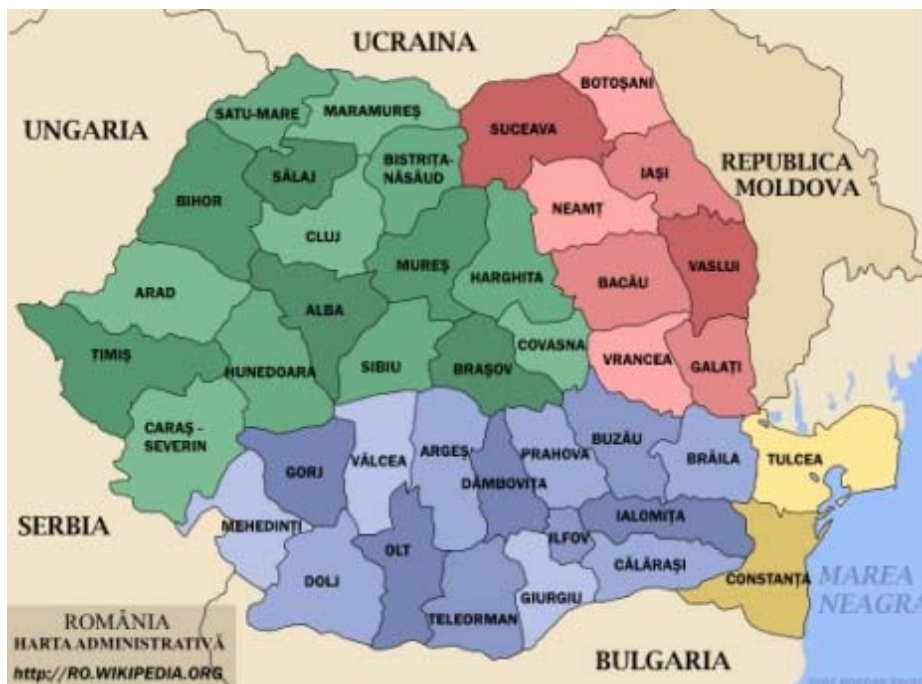 UCRAINA
UNGARIA
REPUBLICA
MOLDOVA
SERBIA
BULGARIA
MAREA
NEAGRĂ
BOTOȘANI
SATU-MARE
MARAMUREȘ
SUCEAVA
BISTRIȚA-
NĂSĂUD
IAȘI
SĂLAJ
BIHOR
NEAMȚ
CLUJ
MUREȘ
HARGHITA
BACĂU
VASLUI
ARAD
ALBA
TIMIȘ
HUNEDOARA
SIBIU
BRAȘOV
COVASNA
VRANCEA
GALAȚI
CARAȘ -
SEVERIN
GORJ
VÂLCEA
ARGEȘ
DÂMBOVIȚA
PRAHOVA
BUZĂU
BRĂILA
TULCEA
MEHEDINȚI
OLT
ILFOV
IALOMIȚA
DOLJ
TELEORMAN
GIURGIU
CĂLĂRAȘI
CONSTANȚA
ROMÂNIA
HARTA ADMINISTRATIVĂ
http://RO.WIKIPEDIA.ORG